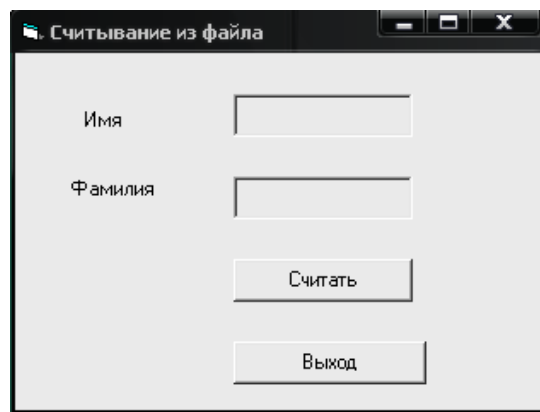 Считывание из файла
Имя
Фамилия
Считать
Выход